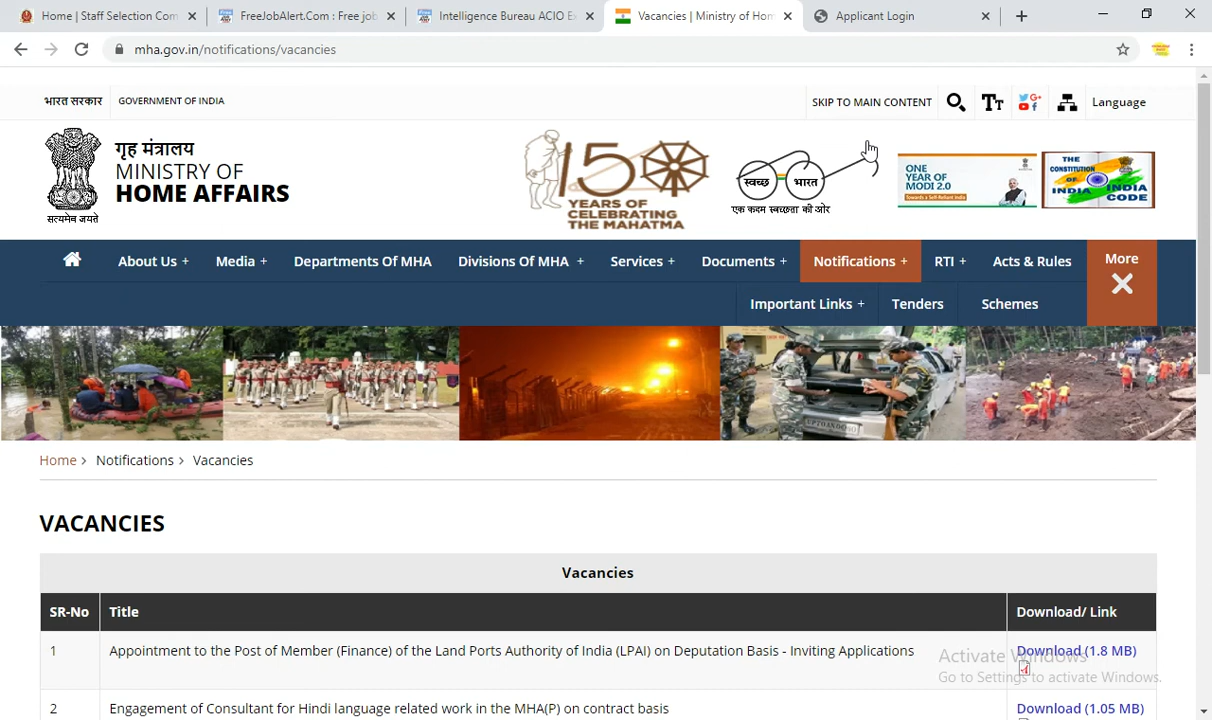 Home | Staff Selection Com
FreeJobAlert.Com : Free job
Intelligence Bureau ACIO Ex
Vacancies | Ministry of Hom
Applicant Login
mha.gov.in/notifications/vacancies
भारत सरकार
GOVERNMENT OF INDIA
SKIP TO MAIN CONTENT
Language
गृह मंत्रालय
MINISTRY OF
HOME AFFAIRS
सत्यमेव जयते
150
YEARS OF
CELEBRATING
THE MAHATMA
स्वच्छ भारत
एक कदम स्वच्छता की ओर
ONE
YEAR OF
MODI 2.0
Towards a Self-Reliant India
THE
CONSTITUTION
OF
INDIA
INDIA
CODE
About Us +
Media +
Departments Of MHA
Divisions Of MHA +
Services +
Documents +
Notifications +
RTI +
Acts & Rules
More
Important Links +
Tenders
Schemes
Home > Notifications > Vacancies
VACANCIES
Vacancies
SR-No Title Download/ Link
1 Appointment to the Post of Member (Finance) of the Land Ports Authority of India (LPAI) on Deputation Basis - Inviting Applications Download (1.8 MB)
Activate Windows
Go to Settings to activate Windows.
2 Engagement of Consultant for Hindi language related work in the MHA(P) on contract basis Download (1.05 MB)